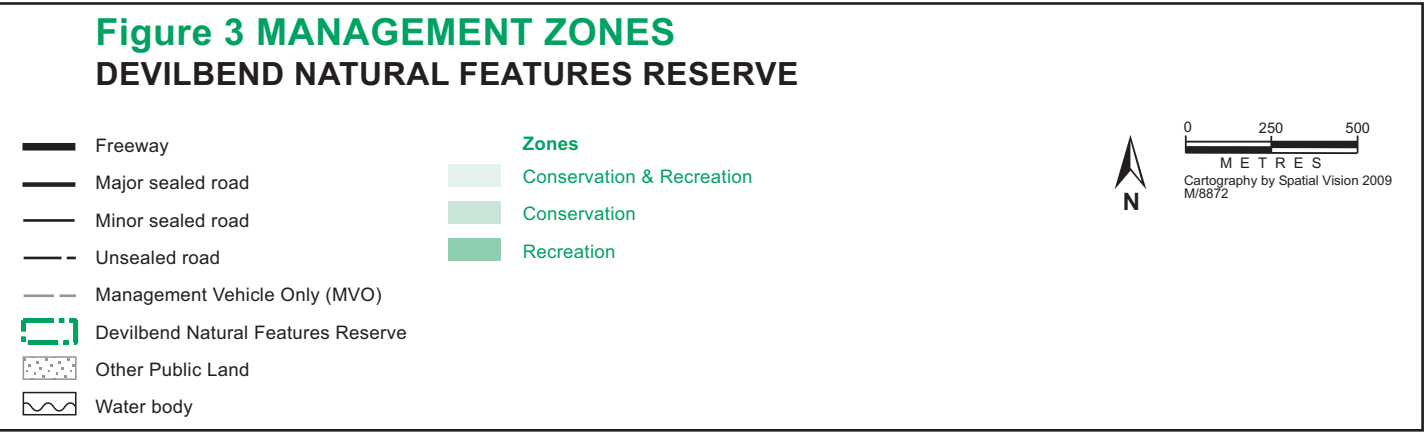 Figure 3 MANAGEMENT ZONES
DEVILBEND NATURAL FEATURES RESERVE
Freeway
Major sealed road
Minor sealed road
Unsealed road
Management Vehicle Only (MVO)
Devilbend Natural Features Reserve
Other Public Land
Water body
Zones
Conservation & Recreation
Conservation
Recreation
N
0 250 500
METRES
Cartography by Spatial Vision 2009
M/8872